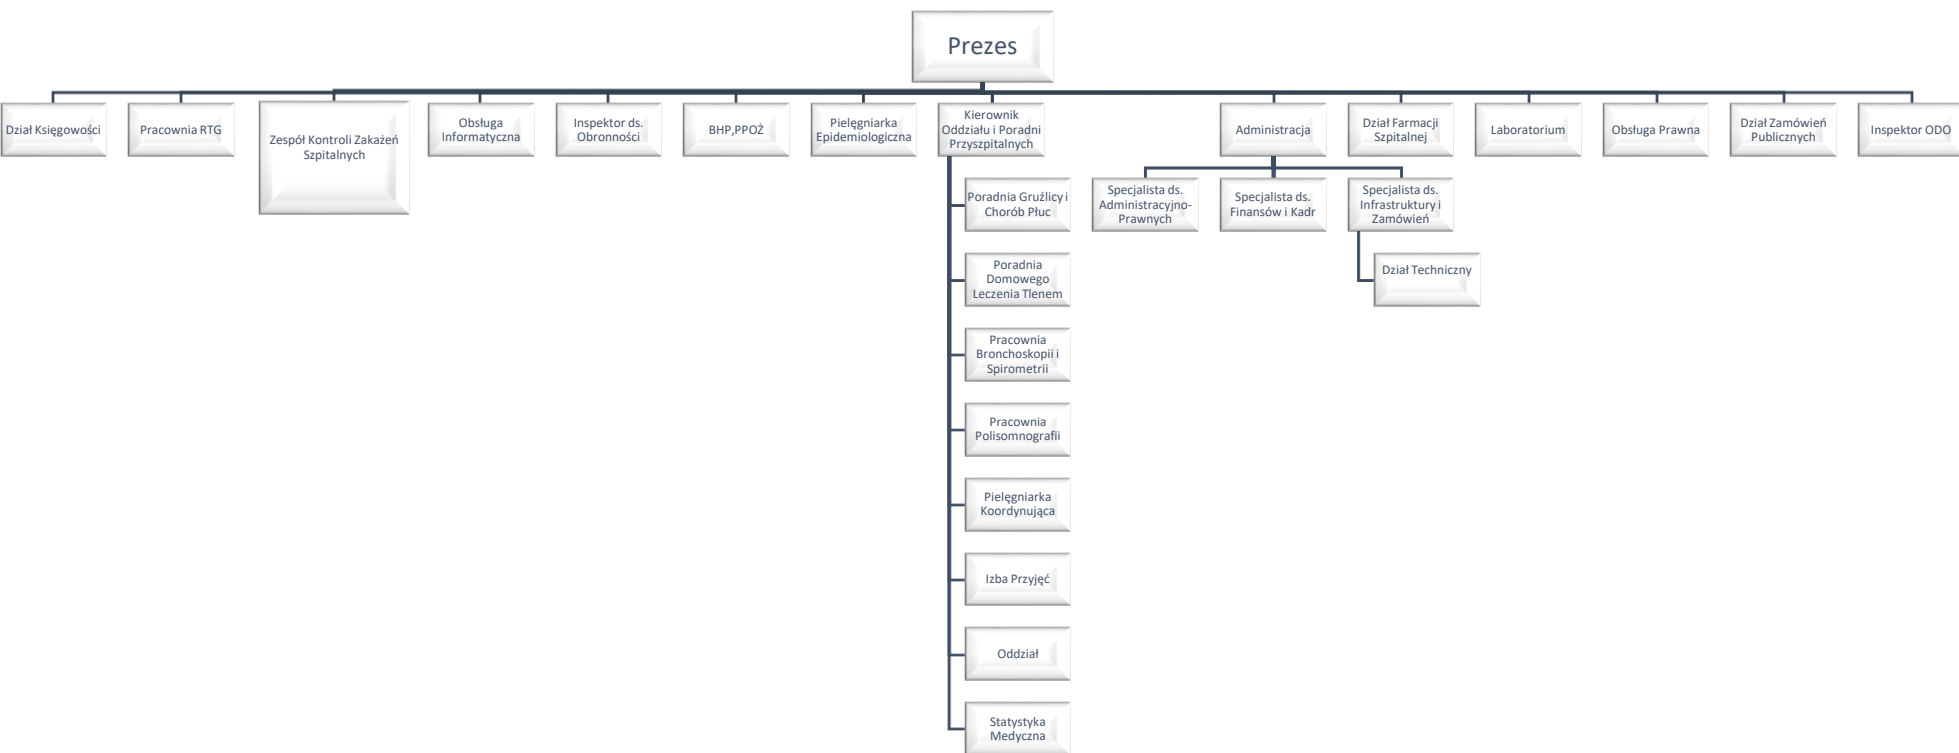 Prezes
Dział Księgowości
Pracownia RTG
Zespół Kontroli Zakażeń
Szpitalnych
Obsługa
Informatyczna
Inspektor ds.
Obronności
BHP,PPOŻ
Pielęgniarka
Epidemiologiczna
Kierownik
Oddziału i Poradni
Przyszpitalnych
Administracja
Dział Farmacji
Szpitalnej
Laboratorium
Obsługa Prawna
Dział Zamówień
Publicznych
Inspektor ODO
Poradnia Gruźlicy i
Chorób Płuc
Poradnia
Domowego
Leczenia Tlenem
Pracownia
Bronchoskopii i
Spirometrii
Pracownia
Polisomnografii
Pielęgniarka
Koordynująca
Izba Przyjęć
Oddział
Statystyka
Medyczna
Specjalista ds.
Administracyjno-
Prawnych
Specjalista ds.
Finansów i Kadr
Specjalista ds.
Infrastruktury i
Zamówień
Dział Techniczny